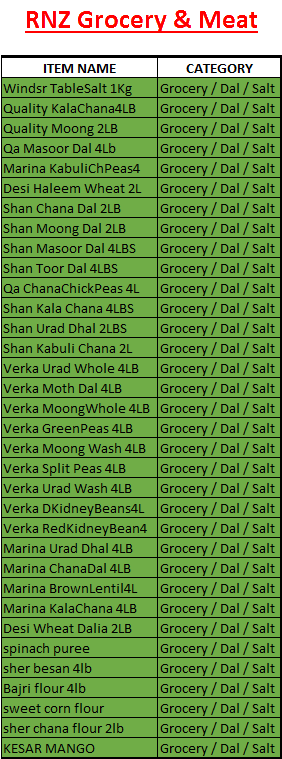 RNZ Grocery & Meat
ITEM NAME CATEGORY
Windsr TableSalt 1Kg Grocery / Dal / Salt
Quality KalaChana4LB Grocery / Dal / Salt
Quality Moong 2LB Grocery / Dal / Salt
Qa Masoor Dal 4Lb Grocery / Dal / Salt
Marina KabuliChPeas4 Grocery / Dal / Salt
Desi Haleem Wheat 2L Grocery / Dal / Salt
Shan Chana Dal 2LB Grocery / Dal / Salt
Shan Moong Dal 2LB Grocery / Dal / Salt
Shan Masoor Dal 4LBS Grocery / Dal / Salt
Shan Toor Dal 4LBS Grocery / Dal / Salt
Qa ChanaChickPeas 4L Grocery / Dal / Salt
Shan Kala Chana 4LBS Grocery / Dal / Salt
Shan Urad Dhal 2LBS Grocery / Dal / Salt
Shan Kabuli Chana 2L Grocery / Dal / Salt
Verka Urad Whole 4LB Grocery / Dal / Salt
Verka Moth Dal 4LB Grocery / Dal / Salt
Verka MoongWhole 4LB Grocery / Dal / Salt
Verka GreenPeas 4LB Grocery / Dal / Salt
Verka Moong Wash 4LB Grocery / Dal / Salt
Verka Split Peas 4LB Grocery / Dal / Salt
Verka Urad Wash 4LB Grocery / Dal / Salt
Verka DKidneyBeans4L Grocery / Dal / Salt
Verka RedKidneyBean4 Grocery / Dal / Salt
Marina Urad Dhal 4LB Grocery / Dal / Salt
Marina ChanaDal 4LB Grocery / Dal / Salt
Marina BrownLentil4L Grocery / Dal / Salt
Marina KalaChana 4LB Grocery / Dal / Salt
Desi Wheat Dalia 2LB Grocery / Dal / Salt
spinach puree Grocery / Dal / Salt
sher besan 4lb Grocery / Dal / Salt
Bajri flour 4lb Grocery / Dal / Salt
sweet corn flour Grocery / Dal / Salt
sher chana flour 2lb Grocery / Dal / Salt
KESAR MANGO Grocery / Dal / Salt